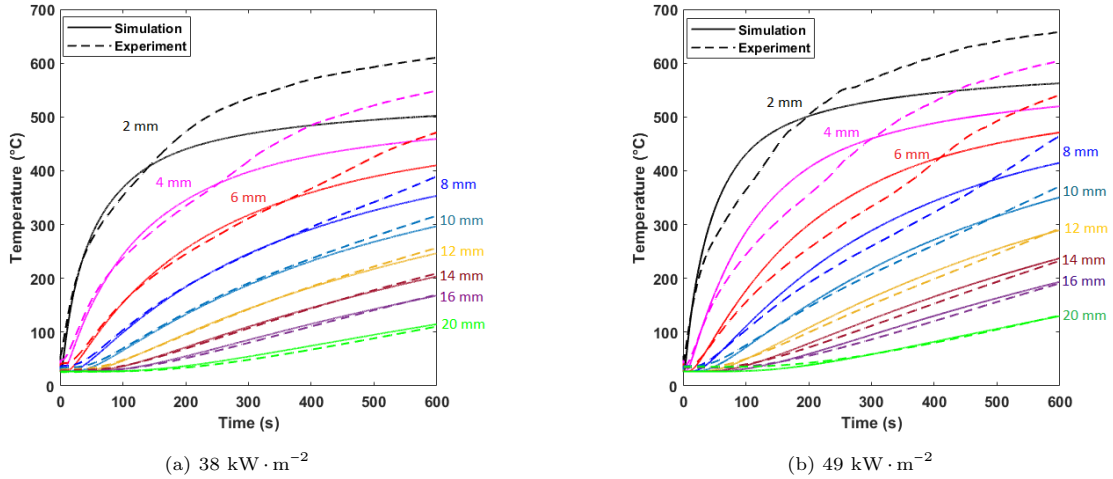 700
600
500
400
300
200
100
0
Temperature (°C)
Simulation
Experiment
2 mm
4 mm
6 mm
8 mm
10 mm
12 mm
14 mm
16 mm
20 mm
0 100 200 300 400 500 600
Time (s)
(a) 38 kW · m⁻²
700
600
500
400
300
200
100
0
Temperature (°C)
Simulation
Experiment
2 mm
4 mm
6 mm
8 mm
10 mm
12 mm
14 mm
16 mm
20 mm
0 100 200 300 400 500 600
Time (s)
(b) 49 kW · m⁻²